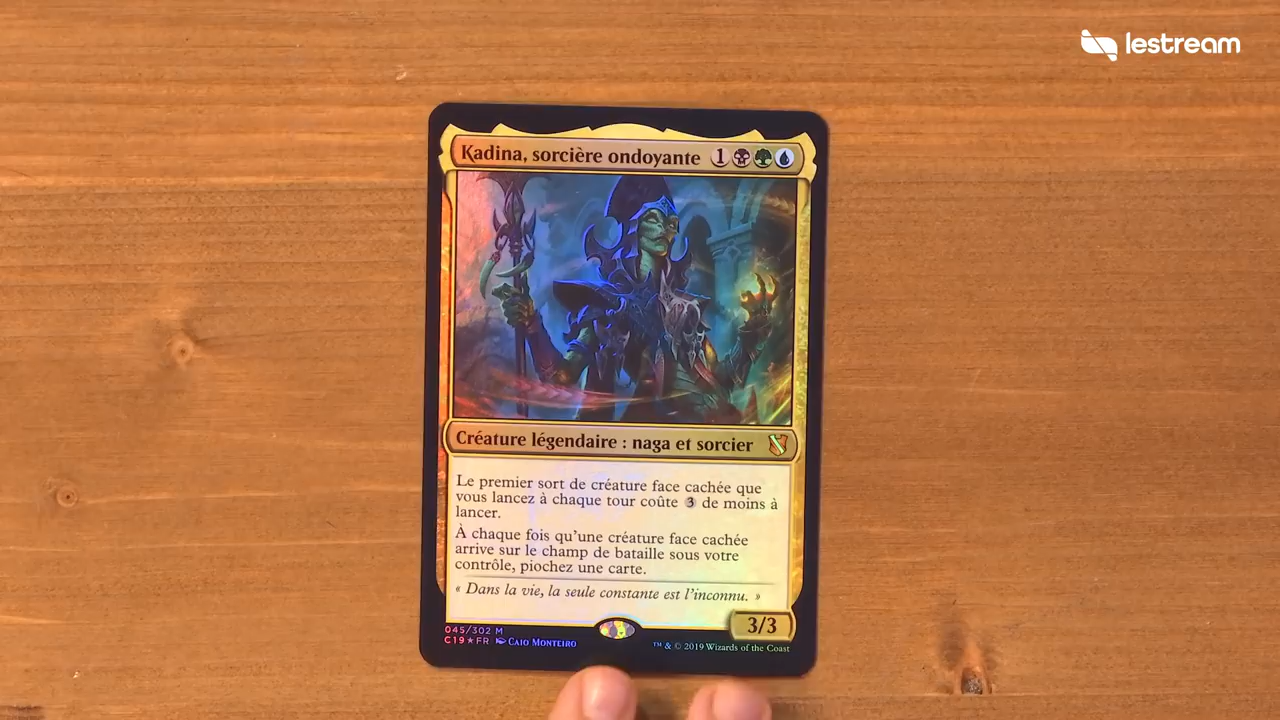 lestream
Kadina, sorcière ondoyante 1
Créature légendaire : naga et sorcier
Le premier sort de créature face cachée que
vous lancez à chaque tour coûte 3 de moins à
lancer.
À chaque fois qu'une créature face cachée
arrive sur le champ de bataille sous votre
contrôle, piochez une carte.
« Dans la vie, la seule constante est l'inconnu. »
3/3
045/302 M
C19★FR Caio Monteiro
™ & © 2019 Wizards of the Coast